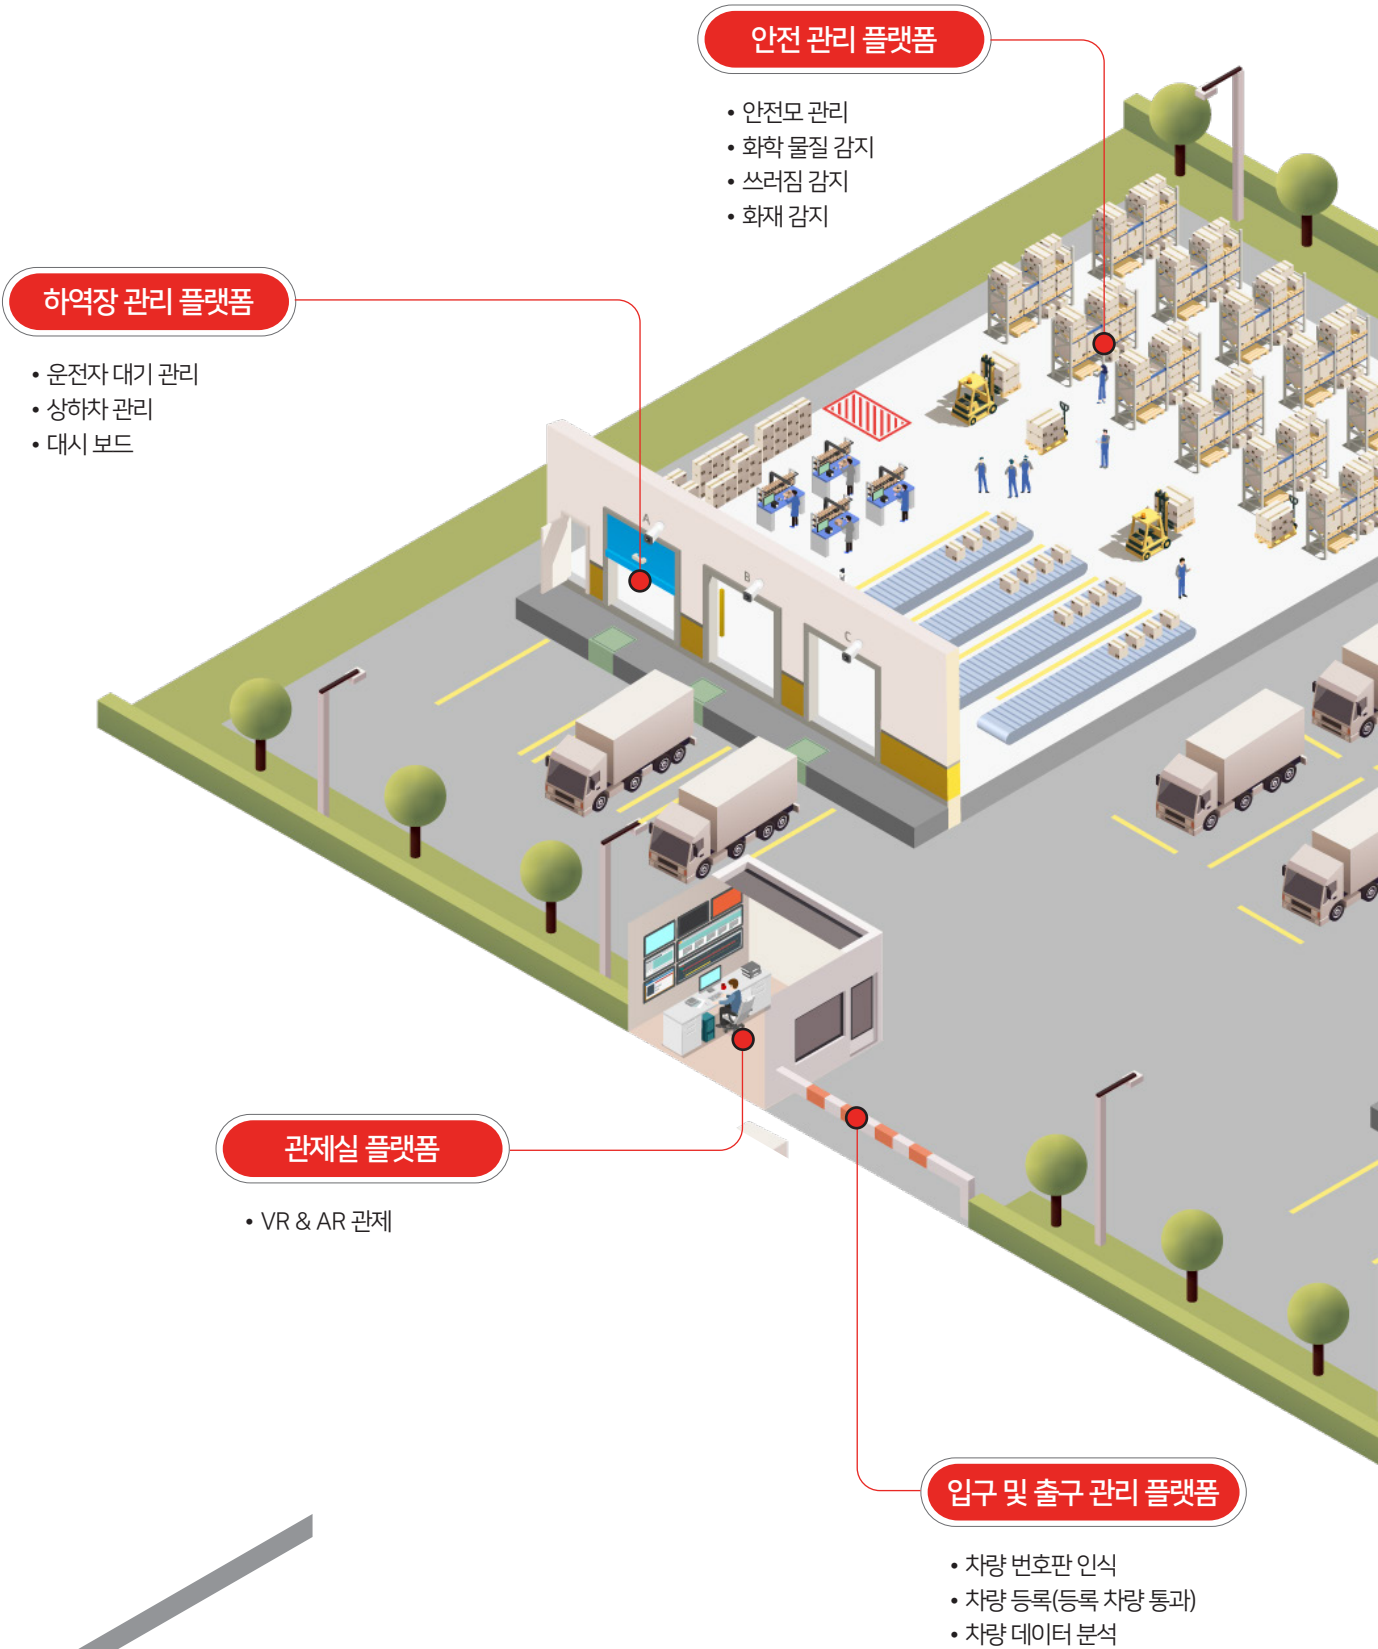 안전 관리 플랫폼
• 안전모 관리
• 화학 물질 감지
• 쓰러짐 감지
• 화재 감지
하역장 관리 플랫폼
• 운전자 대기 관리
• 상하차 관리
• 대시 보드
A
B
C
관제실 플랫폼
• VR & AR 관제
입구 및 출구 관리 플랫폼
• 차량 번호판 인식
• 차량 등록(등록 차량 통과)
• 차량 데이터 분석